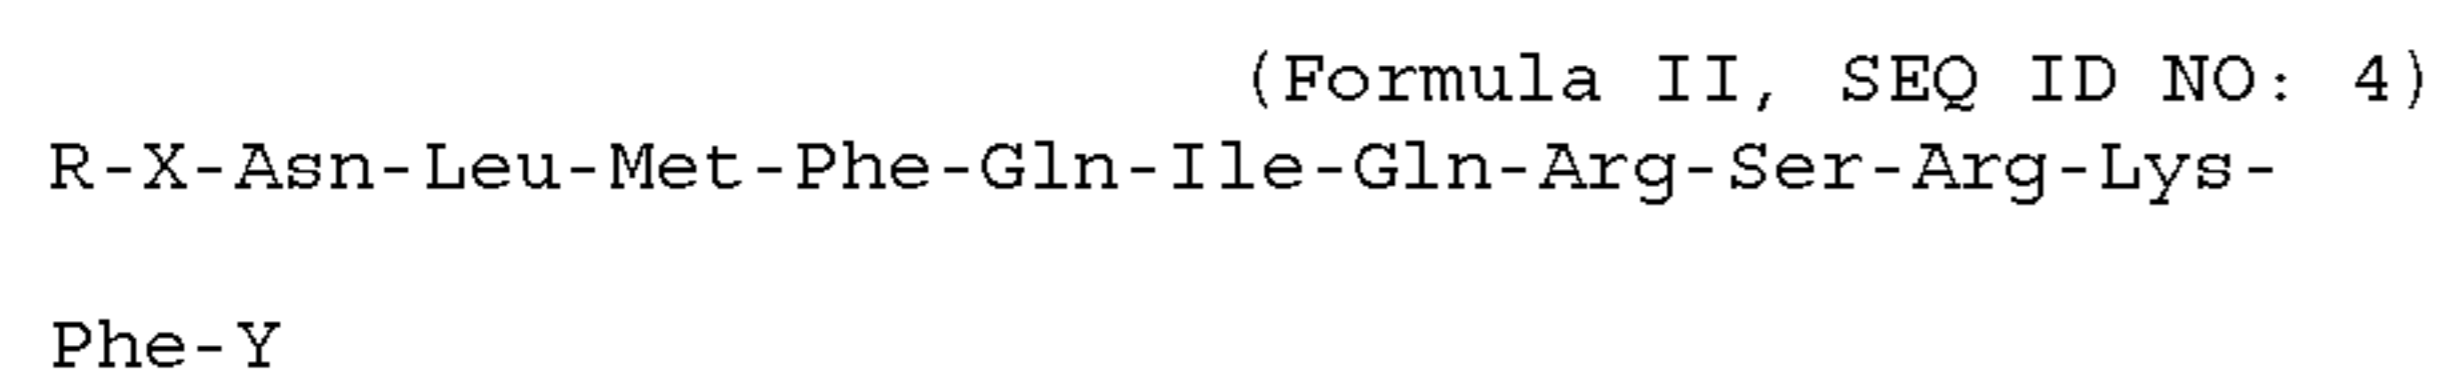 (Formula II, SEQ ID NO: 4)
R-X-Asn-Leu-Met-Phe-Gln-Ile-Gln-Arg-Ser-Arg-Lys-
Phe-Y